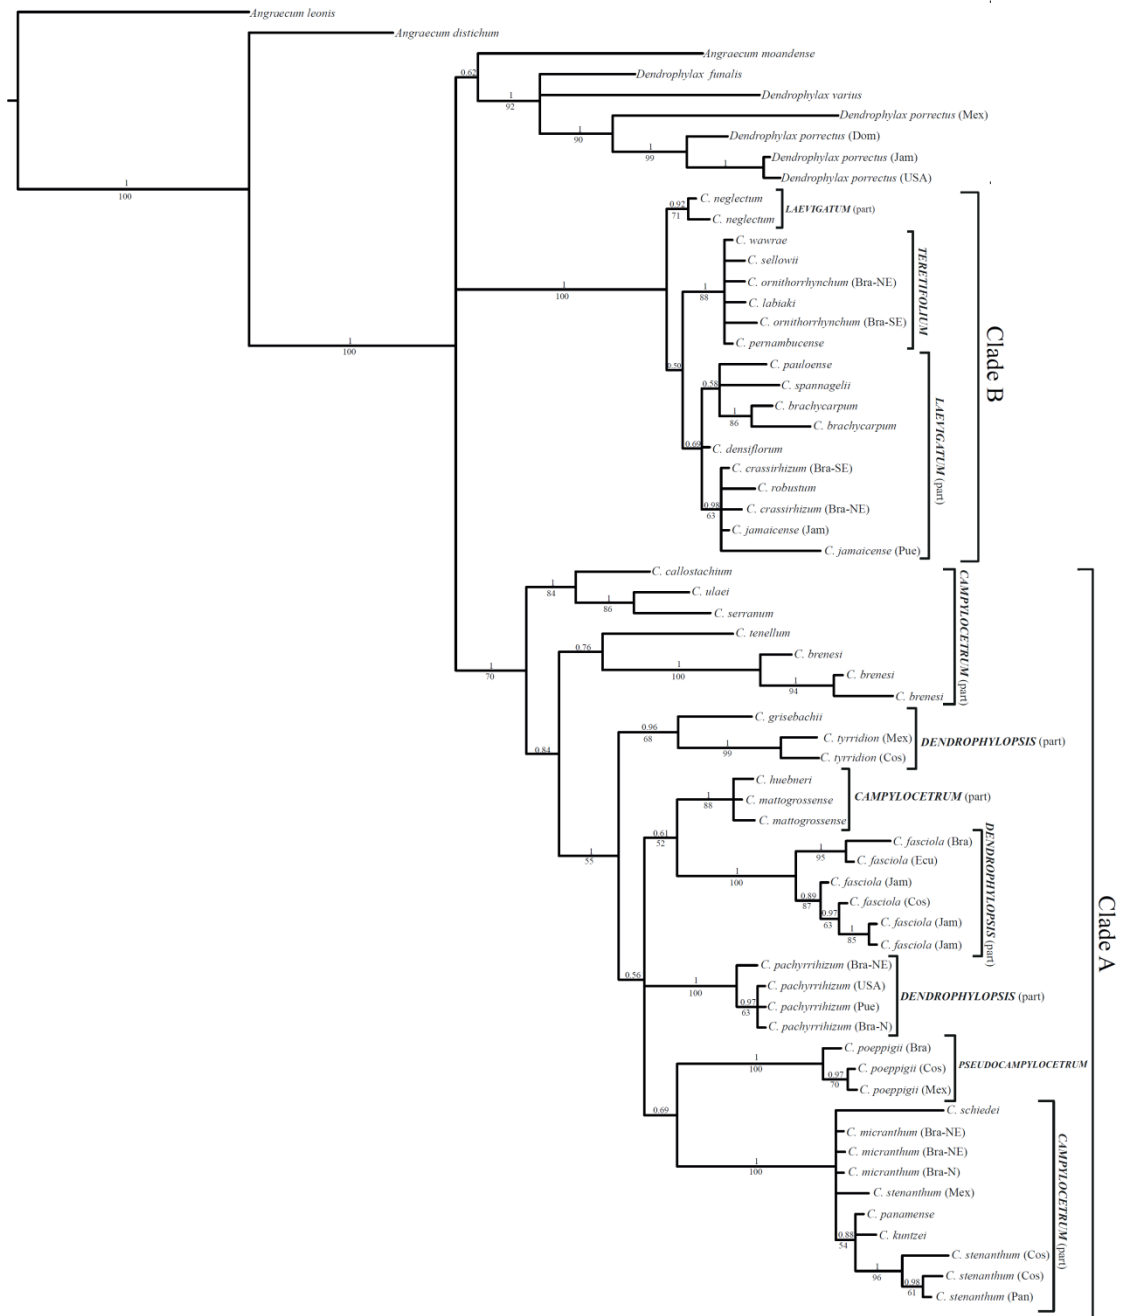 Angraecum leonis
Angraecum distichum
Angraecum moandense
0.62
Dendrophylax funalis
1
92
Dendrophylax varius
Dendrophylax porrectus (Mex)
1
90
Dendrophylax porrectus (Dom)
1
99
Dendrophylax porrectus (Jam)
1
Dendrophylax porrectus (USA)
1
100
C. neglectum
0.92
71
LAEVIGATUM (part)
C. neglectum
C. wawrae
C. sellowii
C. ornithorrhynchum (Bra-NE)
1
88
1
100
C. labiaki
C. ornithorrhynchum (Bra-SE)
C. pernambucense
TERETIFOLIUM
1
100
C. pauloense
0.50
0.58
C. spannagelii
C. brachycarpum
1
86
C. brachycarpum
0.69
C. densiflorum
C. crassirhizum (Bra-SE)
C. robustum
0.98
63
C. crassirhizum (Bra-NE)
C. jamaicense (Jam)
C. jamaicense (Pue)
LAEVIGATUM (part)
Clade B
C. callostachium
1
84
C. ulaei
1
86
C. serranum
C. tenellum
0.76
C. brenesi
1
70
1
100
C. brenesi
1
94
C. brenesi
CAMPYLOCETRUM (part)
C. grisebachii
0.96
68
C. tyrridion (Mex)
DENDROPHYLOPSIS (part)
0.84
1
99
C. tyrridion (Cos)
C. huebneri
1
88
C. mattogrossense
CAMPYLOCETRUM (part)
C. mattogrossense
0.61
52
C. fasciola (Bra)
1
95
1
55
C. fasciola (Ecu)
1
100
C. fasciola (Jam)
0.89
87
C. fasciola (Cos)
0.97
63
C. fasciola (Jam)
1
85
C. fasciola (Jam)
DENDROPHYLOPSIS (part)
C. pachyrrihizum (Bra-NE)
0.56
1
100
C. pachyrrihizum (USA)
DENDROPHYLOPSIS (part)
0.97
63
C. pachyrrihizum (Pue)
C. pachyrrihizum (Bra-N)
C. poeppigii (Bra)
1
100
C. poeppigii (Cos)
PSEUDOCAMPYLOCETRUM
0.97
70
C. poeppigii (Mex)
0.69
C. schiedei
C. micranthum (Bra-NE)
C. micranthum (Bra-NE)
1
100
C. micranthum (Bra-N)
C. stenanthum (Mex)
C. panamense
0.88
54
C. kuntzei
C. stenanthum (Cos)
1
96
C. stenanthum (Cos)
0.98
61
C. stenanthum (Pan)
CAMPYLOCETRUM (part)
Clade A